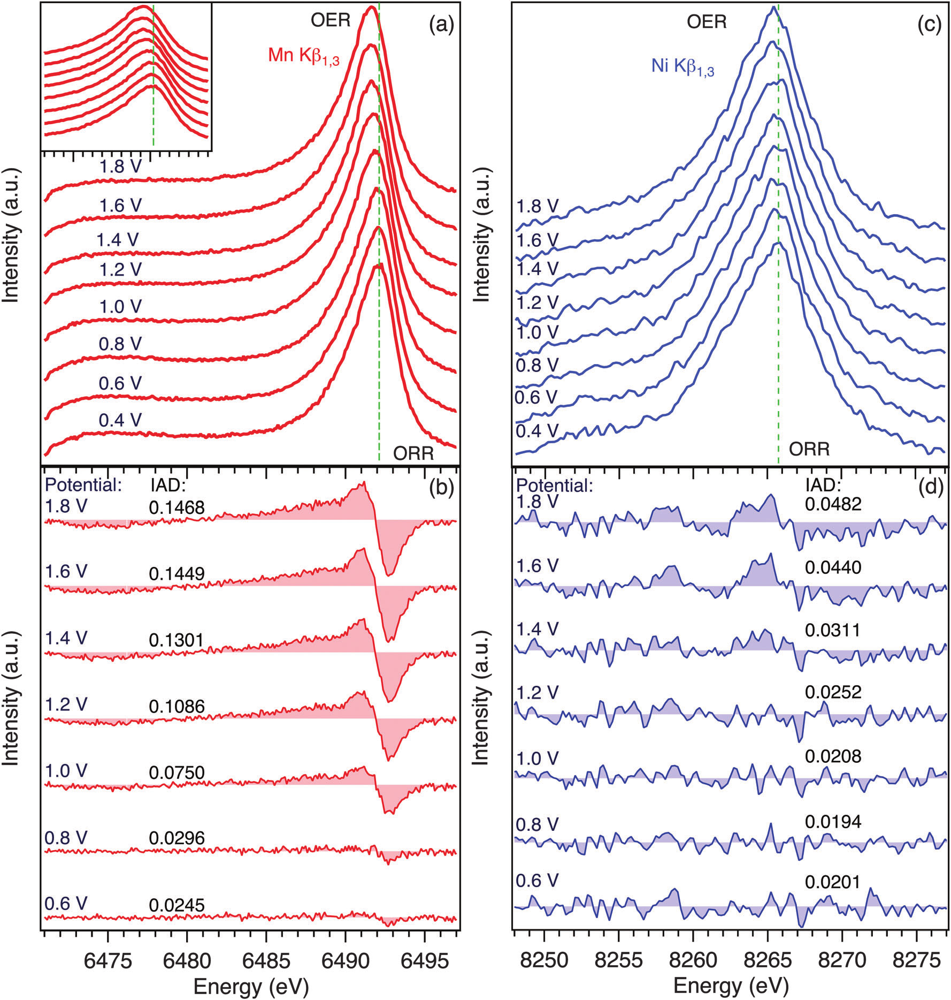 OER
(a)
Mn Kβ1,3
1.8 V
1.6 V
1.4 V
1.2 V
1.0 V
0.8 V
0.6 V
0.4 V
ORR
Intensity (a.u.)
Potential: IAD: (b)
1.8 V 0.1468
1.6 V 0.1449
1.4 V 0.1301
1.2 V 0.1086
1.0 V 0.0750
0.8 V 0.0296
0.6 V 0.0245
Intensity (a.u.)
6475 6480 6485 6490 6495
Energy (eV)
OER
(c)
Ni Kβ1,3
1.8 V
1.6 V
1.4 V
1.2 V
1.0 V
0.8 V
0.6 V
0.4 V
ORR
Intensity (a.u.)
Potential: IAD: (d)
1.8 V 0.0482
1.6 V 0.0440
1.4 V 0.0311
1.2 V 0.0252
1.0 V 0.0208
0.8 V 0.0194
0.6 V 0.0201
Intensity (a.u.)
8250 8255 8260 8265 8270 8275
Energy (eV)